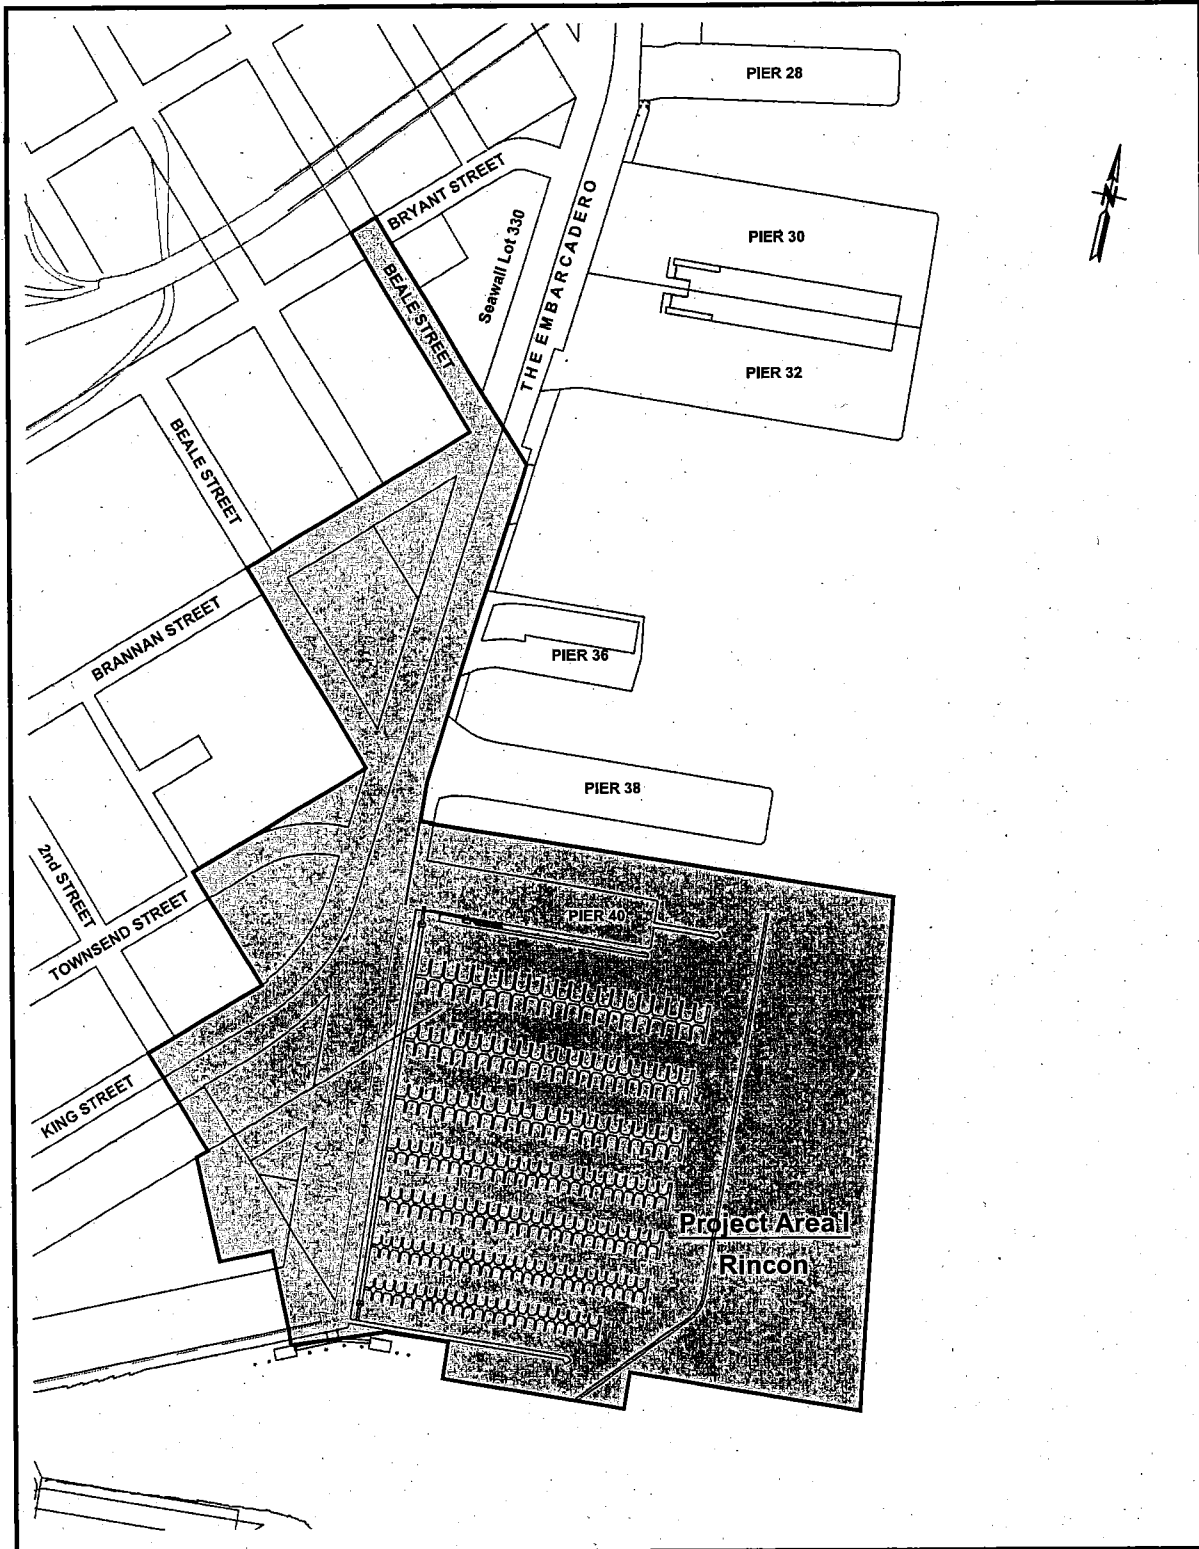 PIER 28
BRYANT STREET
N
PIER 30
Seawall Lot 330
THE EMBARCADERO
BEALE STREET
PIER 32
BEALE STREET
BRANNAN STREET
PIER 36
PIER 38
2nd STREET
TOWNSEND STREET
PIER 40
KING STREET
Project Area I
Rincon